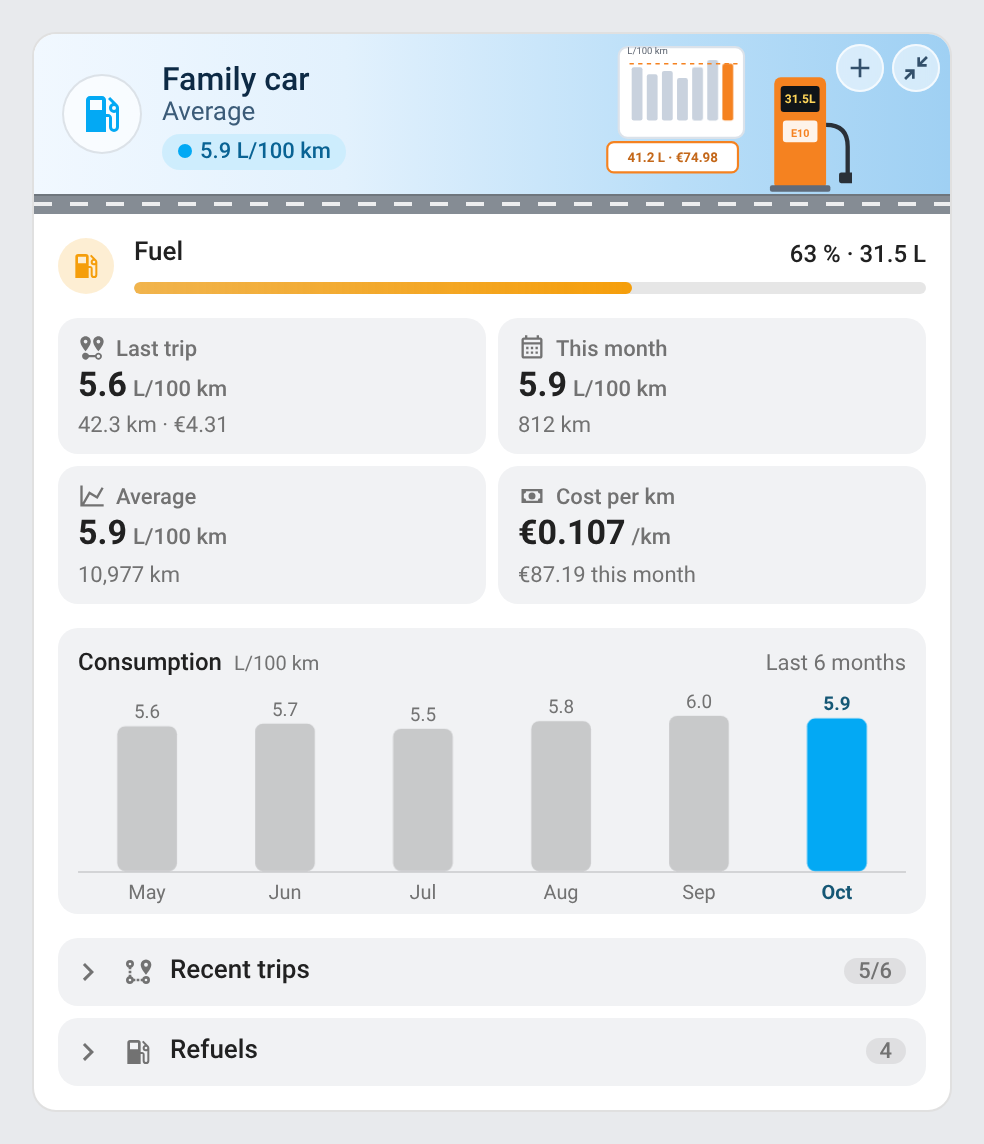 Family car
Average
5.9 L/100 km
L/100 km
41.2 L · €74.98
31.5L
E10
Fuel
63 % · 31.5 L
Last trip
5.6 L/100 km
42.3 km · €4.31
This month
5.9 L/100 km
812 km
Average
5.9 L/100 km
10,977 km
Cost per km
€0.107 /km
€87.19 this month
Consumption L/100 km
Last 6 months
5.6 5.7 5.5 5.8 6.0 5.9
May Jun Jul Aug Sep Oct
Recent trips
5/6
Refuels
4